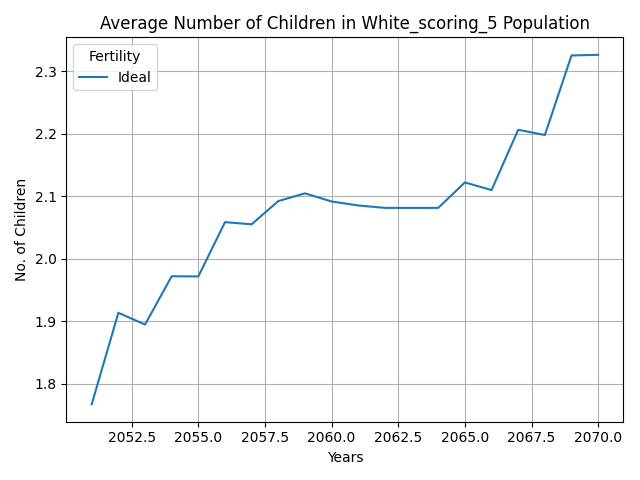 Average Number of Children in White_scoring_5 Population
Fertility
Ideal
2.3
2.2
2.1
2.0
1.9
1.8
No. of Children
2052.5 2055.0 2057.5 2060.0 2062.5 2065.0 2067.5 2070.0
Years